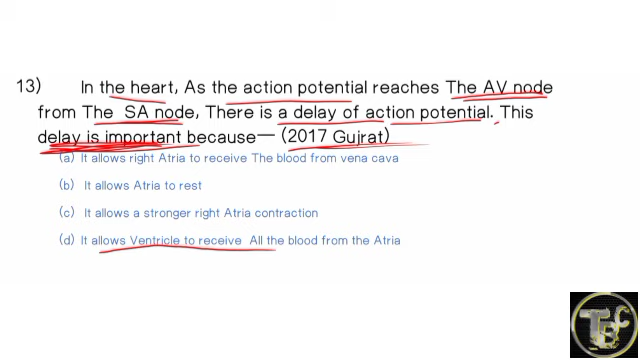 13) In the heart, As the action potential reaches The AV node
from The SA node, There is a delay of action potential. This
delay is important because— (2017 Gujrat)
(a) It allows right Atria to receive The blood from vena cava
(b) It allows Atria to rest
(c) It allows a stronger right Atria contraction
(d) It allows Ventricle to receive All the blood from the Atria